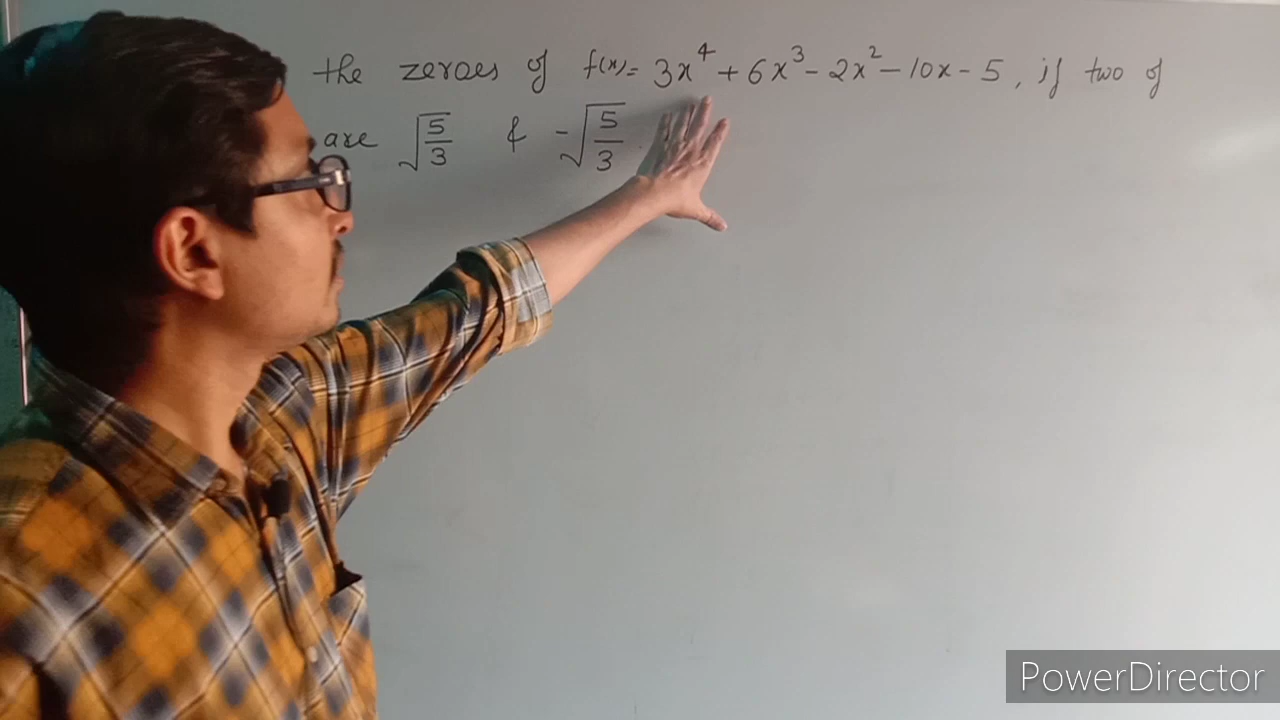 the zeroes of f(x) = 3x⁴ + 6x³ - 2x² - 10x - 5, if two of
are √(5/3) & -√(5/3).
PowerDirector